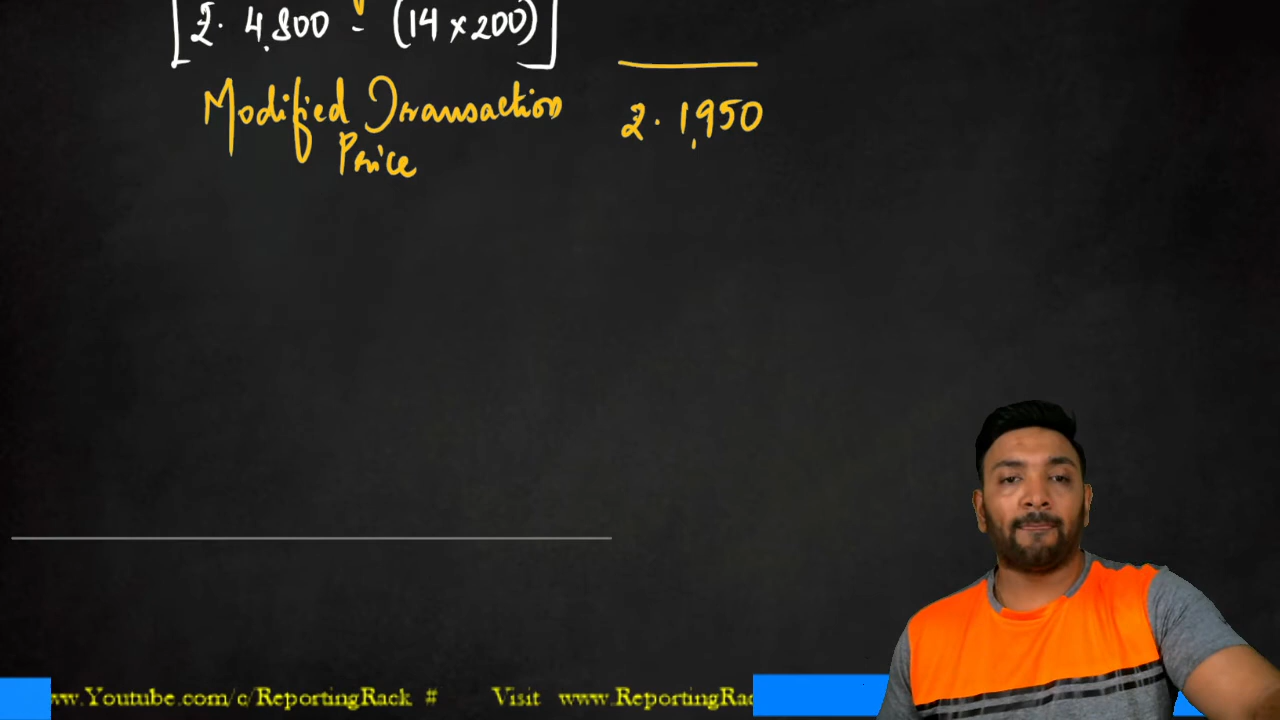 [₹. 4,800 - (14 x 200)]
Modified Transaction ₹. 1,950
Price
ww.Youtube.com/c/ReportingRack # Visit www.ReportingRac